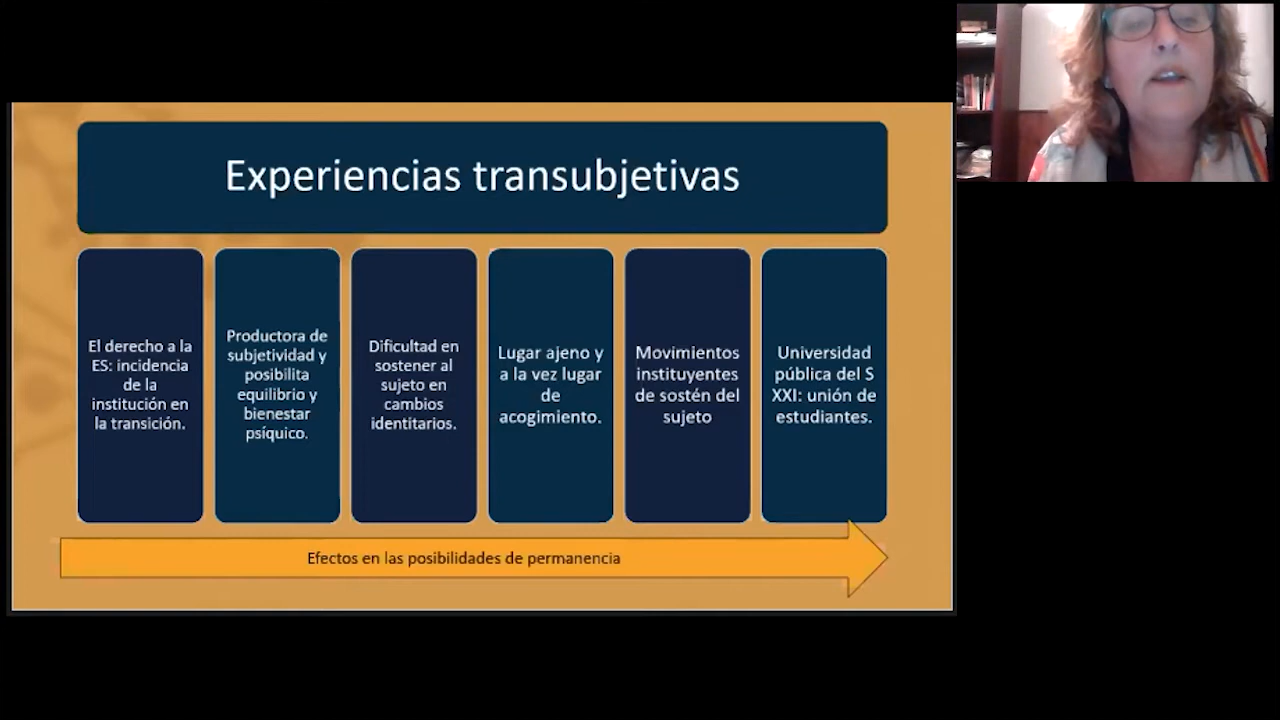 Experiencias transubjetivas
El derecho a la
ES: incidencia
de la
institución en
la transición.
Productora de
subjetividad y
posibilita
equilibrio y
bienestar
psíquico.
Dificultad en
sostener al
sujeto en
cambios
identitarios.
Lugar ajeno y
a la vez lugar
de
acogimiento.
Movimientos
instituyentes
de sostén del
sujeto
Universidad
pública del S
XXI: unión de
estudiantes.
Efectos en las posibilidades de permanencia